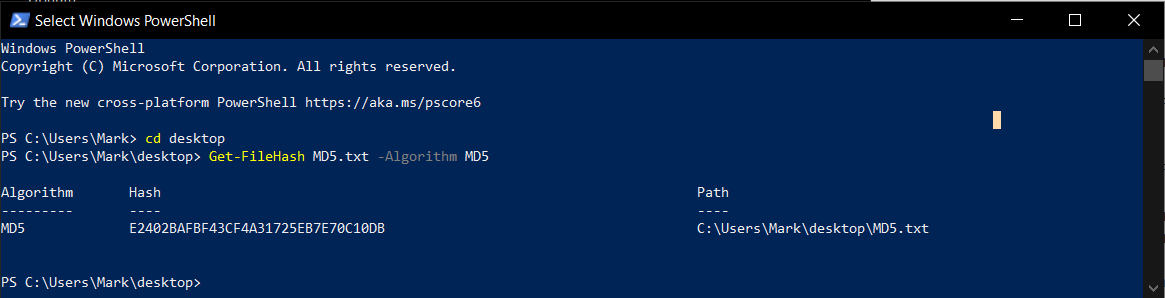 Select Windows PowerShell
Windows PowerShell
Copyright (C) Microsoft Corporation. All rights reserved.
Try the new cross-platform PowerShell https://aka.ms/pscore6
PS C:\Users\Mark> cd desktop
PS C:\Users\Mark\desktop> Get-FileHash MD5.txt -Algorithm MD5
Algorithm Hash Path
--------- ---- ----
MD5 E2402BAFBF43CF4A31725EB7E70C10DB C:\Users\Mark\desktop\MD5.txt
PS C:\Users\Mark\desktop>